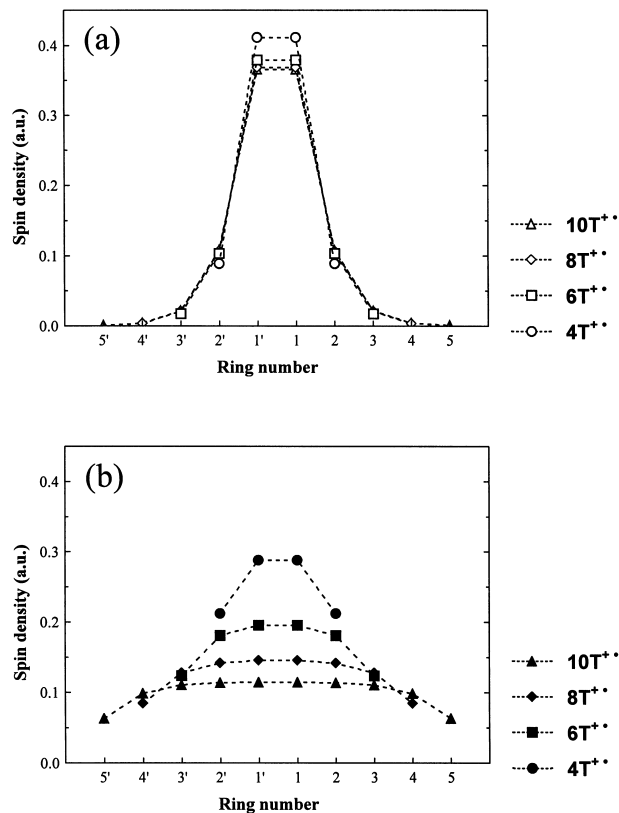 (a)
0.4
0.3
0.2
0.1
0.0
Spin density (a.u.)
5' 4' 3' 2' 1' 1 2 3 4 5
Ring number
10T+•
8T+•
6T+•
4T+•
(b)
0.4
0.3
0.2
0.1
0.0
Spin density (a.u.)
5' 4' 3' 2' 1' 1 2 3 4 5
Ring number
10T+•
8T+•
6T+•
4T+•